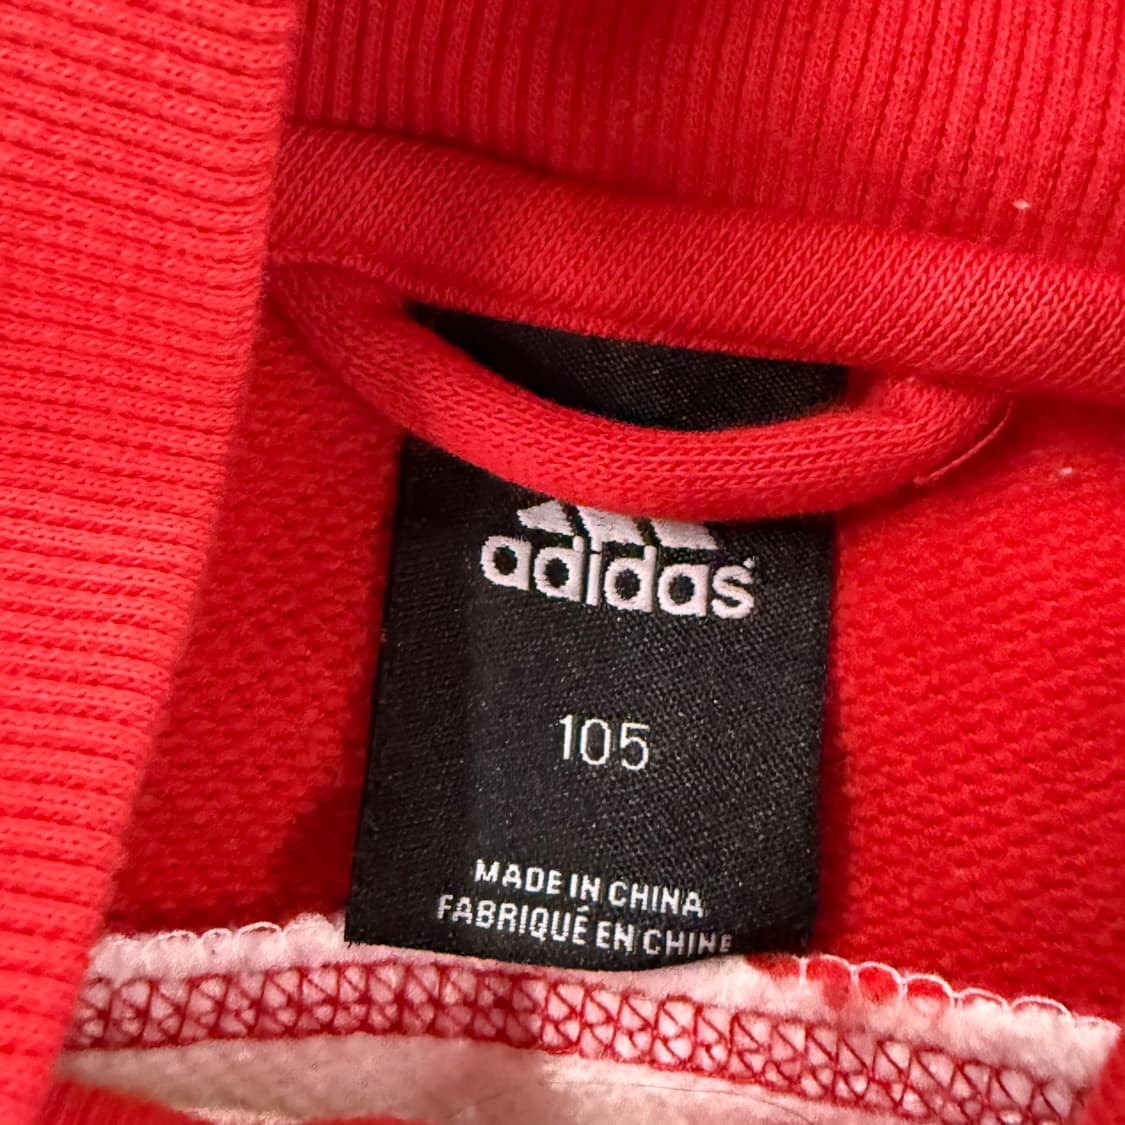 adidas
105
MADE IN CHINA
FABRIQUÉ EN CHINE